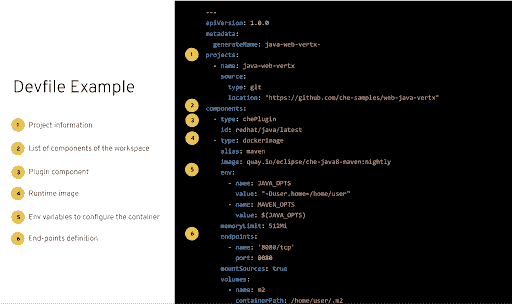 Devfile Example
1 Project information
2 List of components of the workspace
3 Plugin component
4 Runtime image
5 Env variables to configure the container
6 End-points definition
---
apiVersion: 1.0.0
metadata:
  generateName: java-web-vertx-
1 projects:
  - name: java-web-vertx
    source:
      type: git
      location: "https://github.com/che-samples/web-java-vertx"
2 components:
3 - type: chePlugin
    id: redhat/java/latest
4 - type: dockerimage
    alias: maven
    image: quay.io/eclipse/che-java8-maven:nightly
5 env:
      - name: JAVA_OPTS
        value: "-Duser.home=/home/user"
      - name: MAVEN_OPTS
        value: $(JAVA_OPTS)
    memoryLimit: 512Mi
6 endpoints:
      - name: '8080/tcp'
        port: 8080
    mountSources: true
    volumes:
      - name: m2
        containerPath: /home/user/.m2